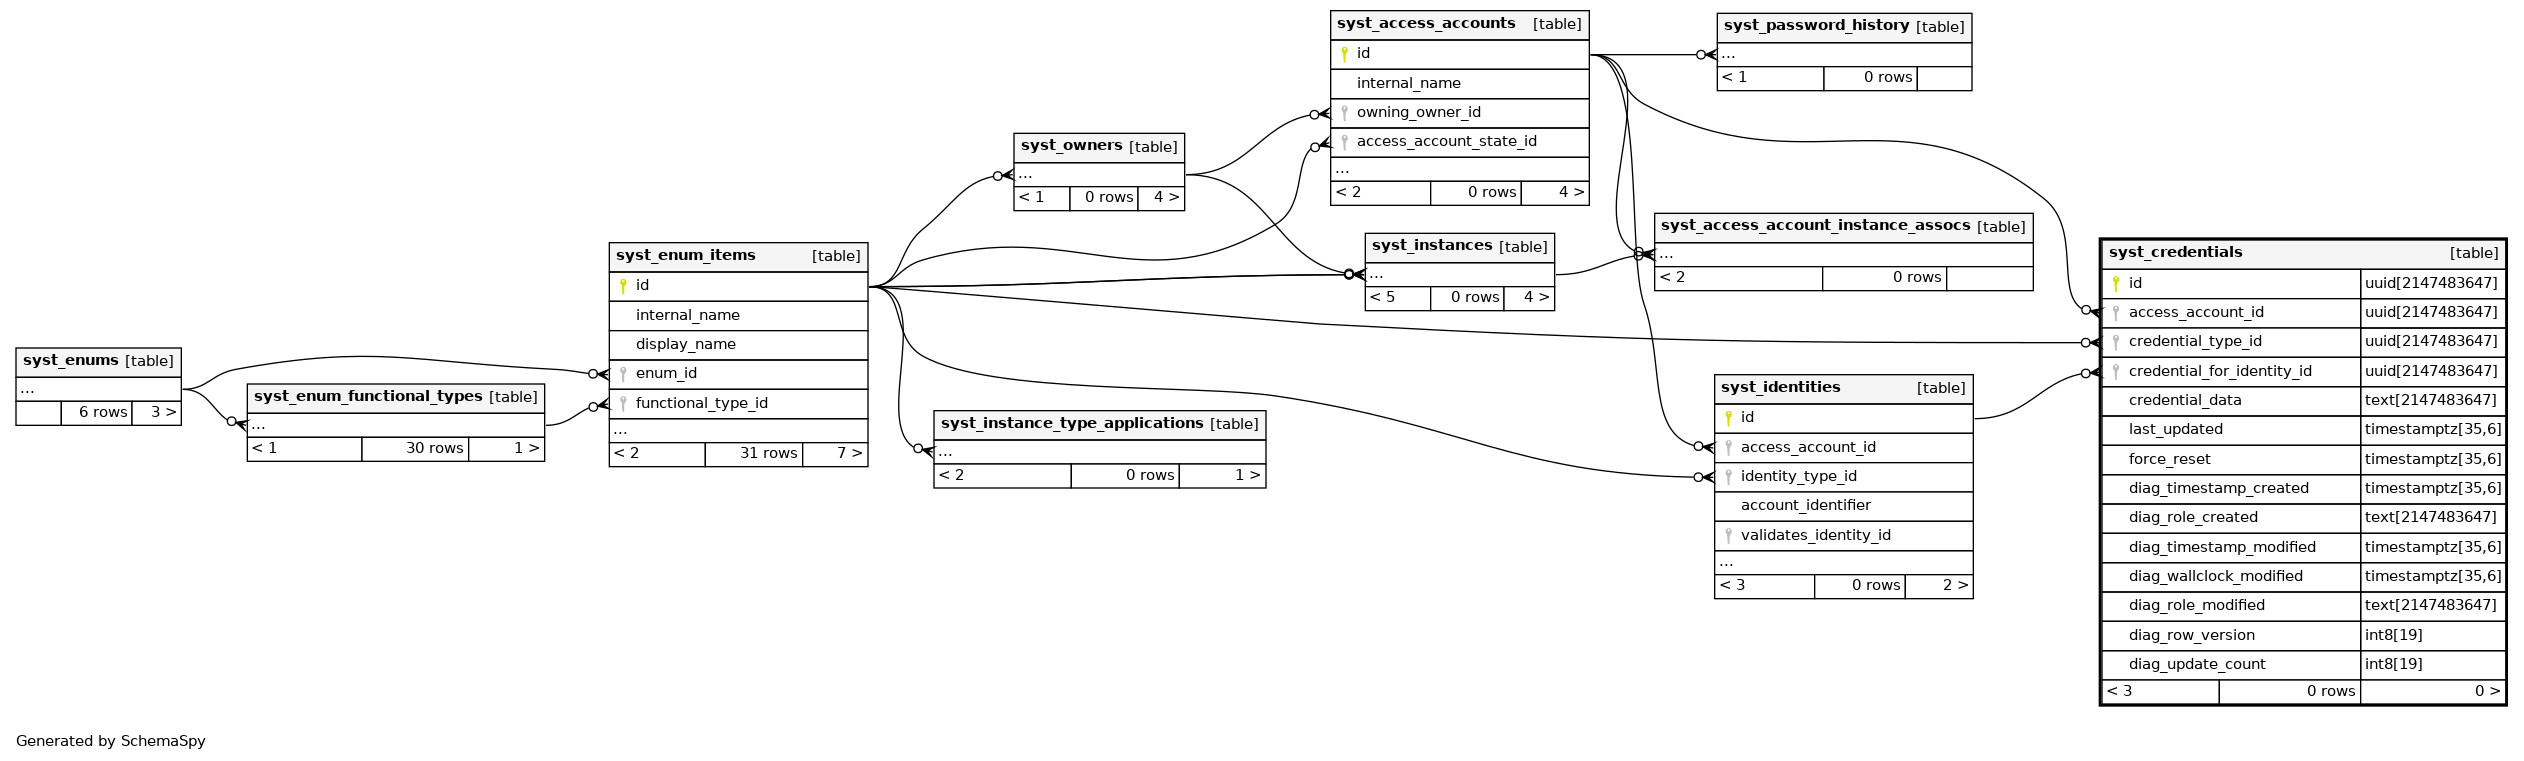 syst_access_accounts [table]
id
internal_name
owning_owner_id
access_account_state_id
...
< 2 0 rows 4 >
syst_password_history [table]
...
< 1 0 rows
syst_owners [table]
...
< 1 0 rows 4 >
syst_access_account_instance_assocs [table]
...
< 2 0 rows
syst_instances [table]
...
< 5 0 rows 4 >
syst_enum_items [table]
id
internal_name
display_name
enum_id
functional_type_id
...
< 2 31 rows 7 >
syst_enums [table]
...
6 rows 3 >
syst_enum_functional_types [table]
...
< 1 30 rows 1 >
syst_instance_type_applications [table]
...
< 2 0 rows 1 >
syst_identities [table]
id
access_account_id
identity_type_id
account_identifier
validates_identity_id
...
< 3 0 rows 2 >
syst_credentials [table]
id uuid[2147483647]
access_account_id uuid[2147483647]
credential_type_id uuid[2147483647]
credential_for_identity_id uuid[2147483647]
credential_data text[2147483647]
last_updated timestamptz[35,6]
force_reset timestamptz[35,6]
diag_timestamp_created timestamptz[35,6]
diag_role_created text[2147483647]
diag_timestamp_modified timestamptz[35,6]
diag_wallclock_modified timestamptz[35,6]
diag_role_modified text[2147483647]
diag_row_version int8[19]
diag_update_count int8[19]
< 3 0 rows 0 >
Generated by SchemaSpy